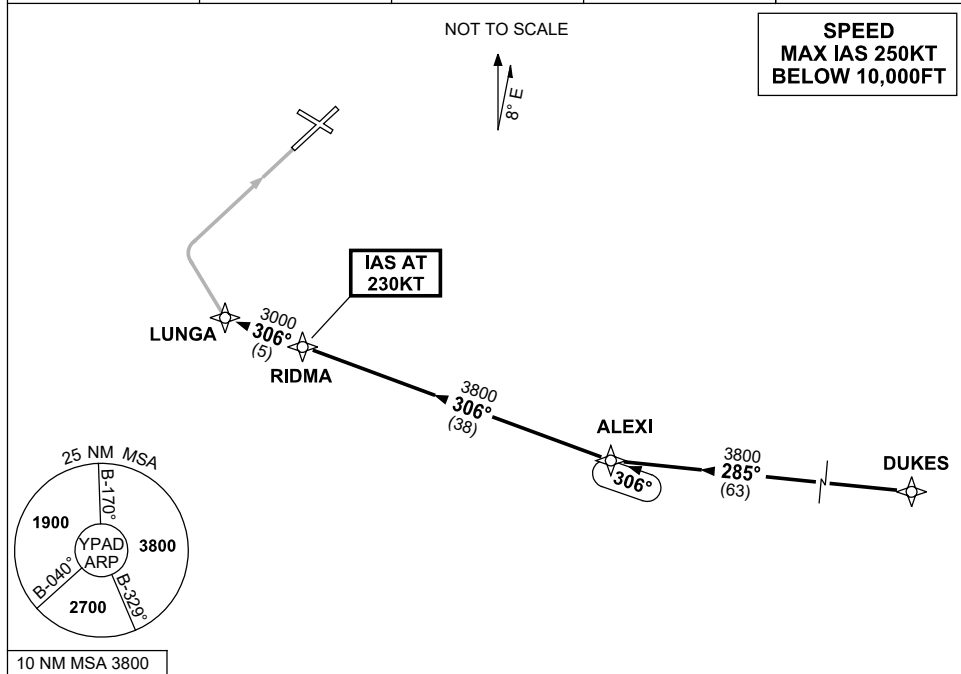 NOT TO SCALE
8° E
SPEED
MAX IAS 250KT
BELOW 10,000FT
IAS AT
230KT
LUNGA
3000
306°
(5)
RIDMA
3800
306°
(38)
ALEXI
306°
3800
285°
(63)
DUKES
25 NM MSA
B-170°
1900
3800
YPAD
ARP
B-040°
B-329°
2700
10 NM MSA 3800